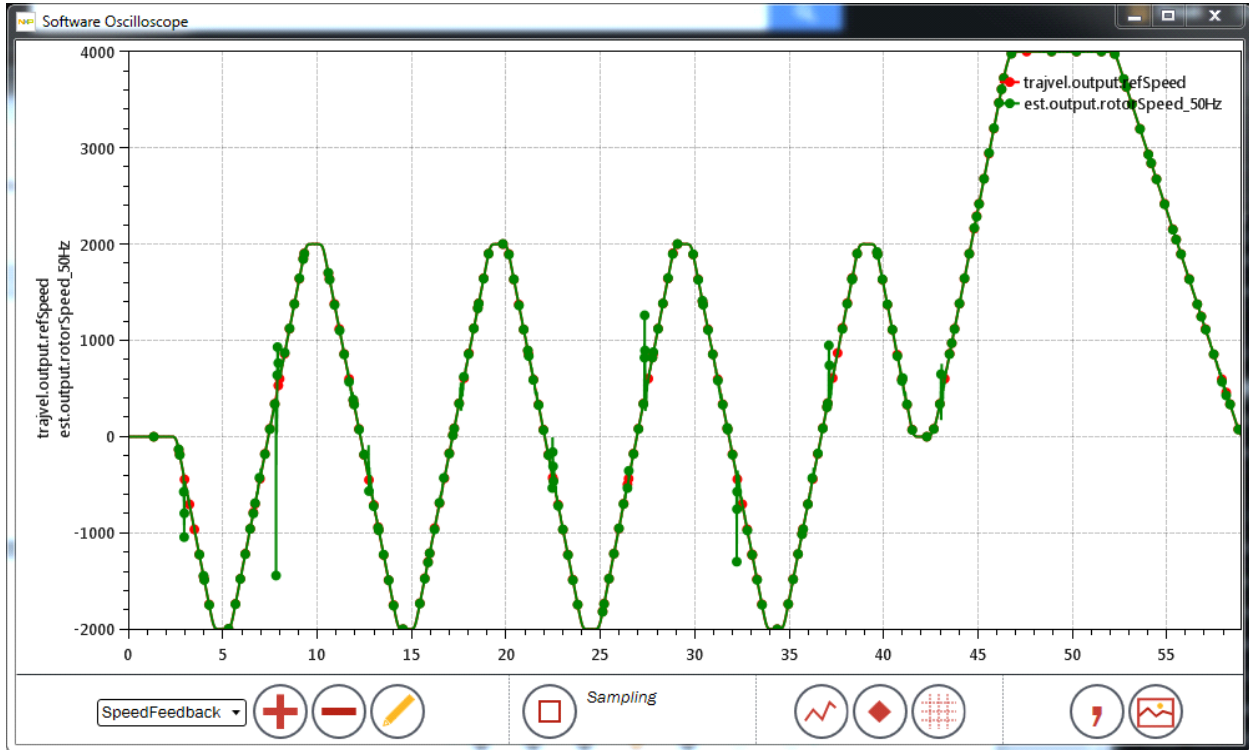 NXP
Software Oscilloscope
X
4000
3000
2000
1000
0
-1000
-2000
trajvel.output.refSpeed
est.output.rotorSpeed_50Hz
trajvel.output.refSpeed
est.output.rotorSpeed_50Hz
0 5 10 15 20 25 30 35 40 45 50 55
SpeedFeedback
Sampling